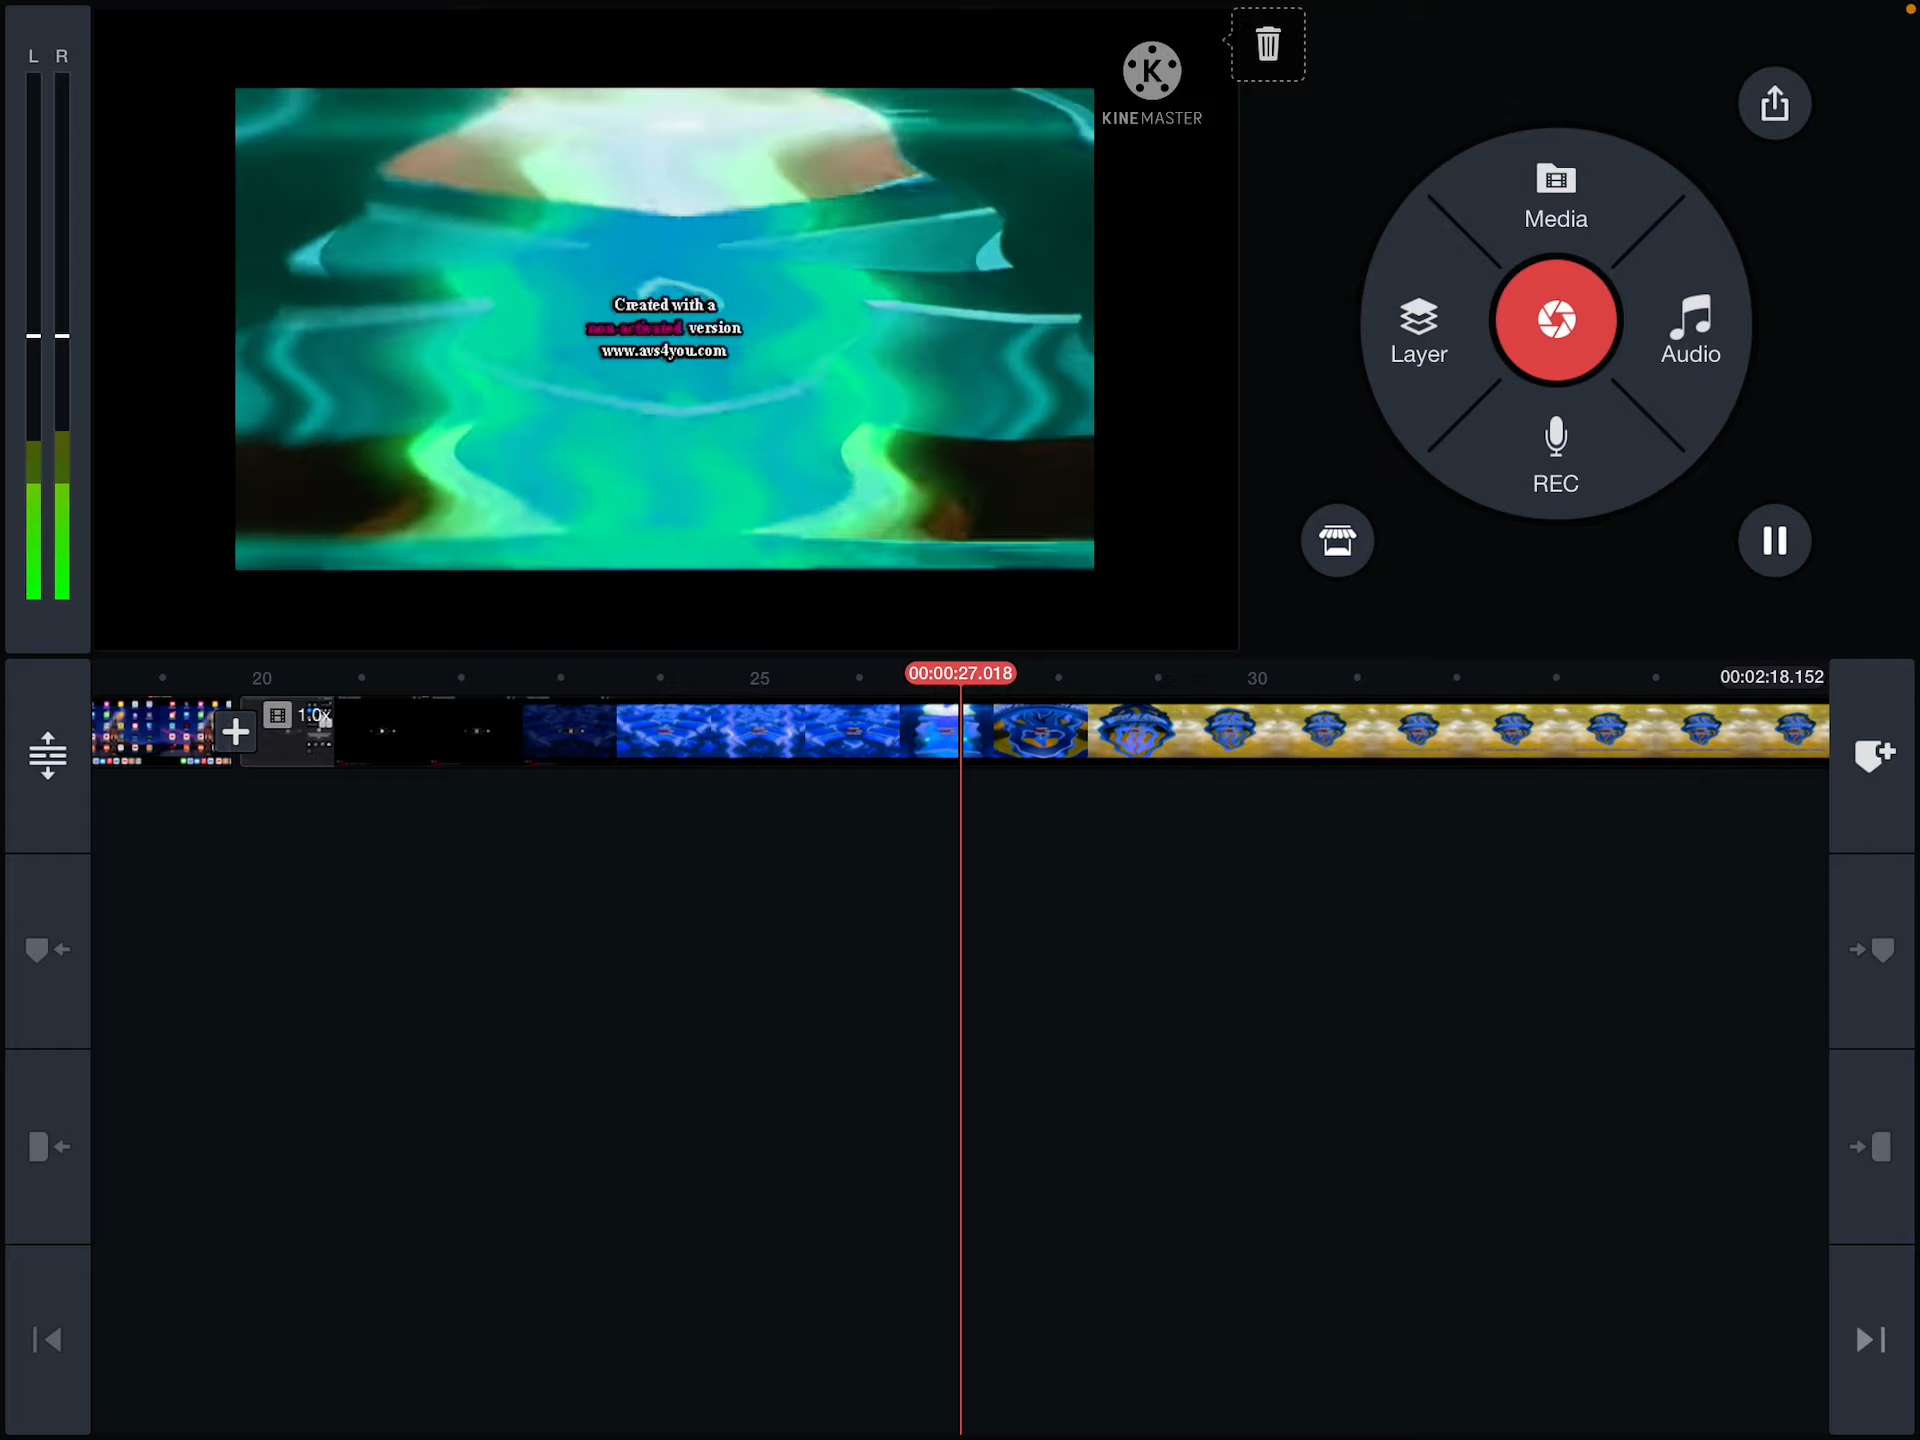 L R
KINEMASTER
Media
Layer
Audio
REC
Created with a
non-activated version
www.avs4you.com
20
25
00:00:27.018
30
00:02:18.152
1.0x